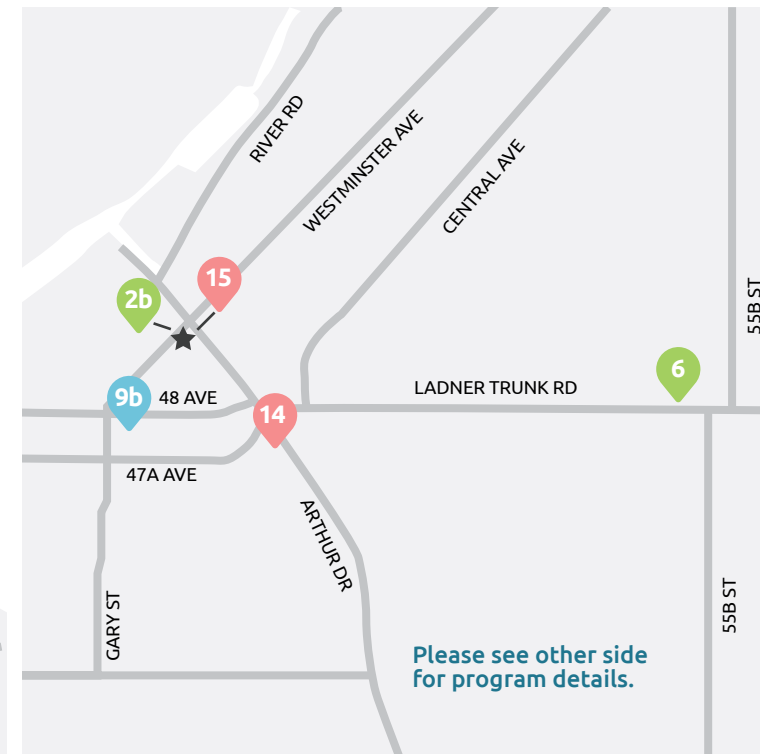 RIVER RD
WESTMINSTER AVE
CENTRAL AVE
55B ST
15
2b
6
LADNER TRUNK RD
9b
48 AVE
14
47A AVE
ARTHUR DR
GARY ST
55B ST
Please see other side
for program details.